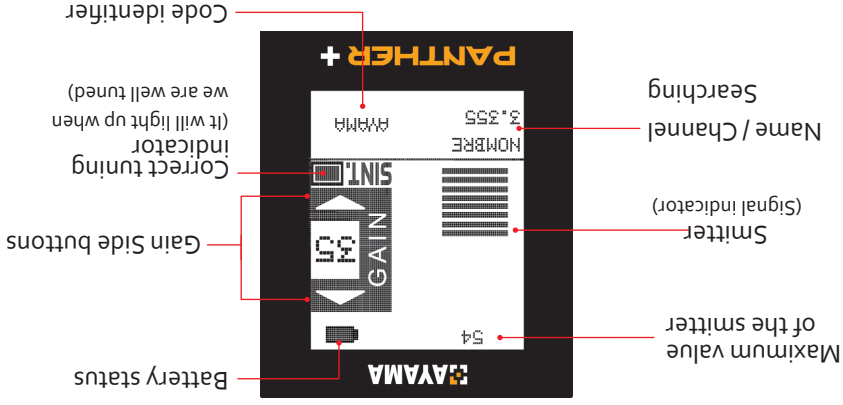 AYAMA
Maximum value
of the smitter
54
Battery status
GAIN
35
Gain Side buttons
Smitter
(Signal indicator)
SINT.
Correct tuning
indicator
(It will light up when
we are well tuned)
Name / Channel
Searching
NOMBRE
3.355
AYAMA
PANTHER +
Code identifier